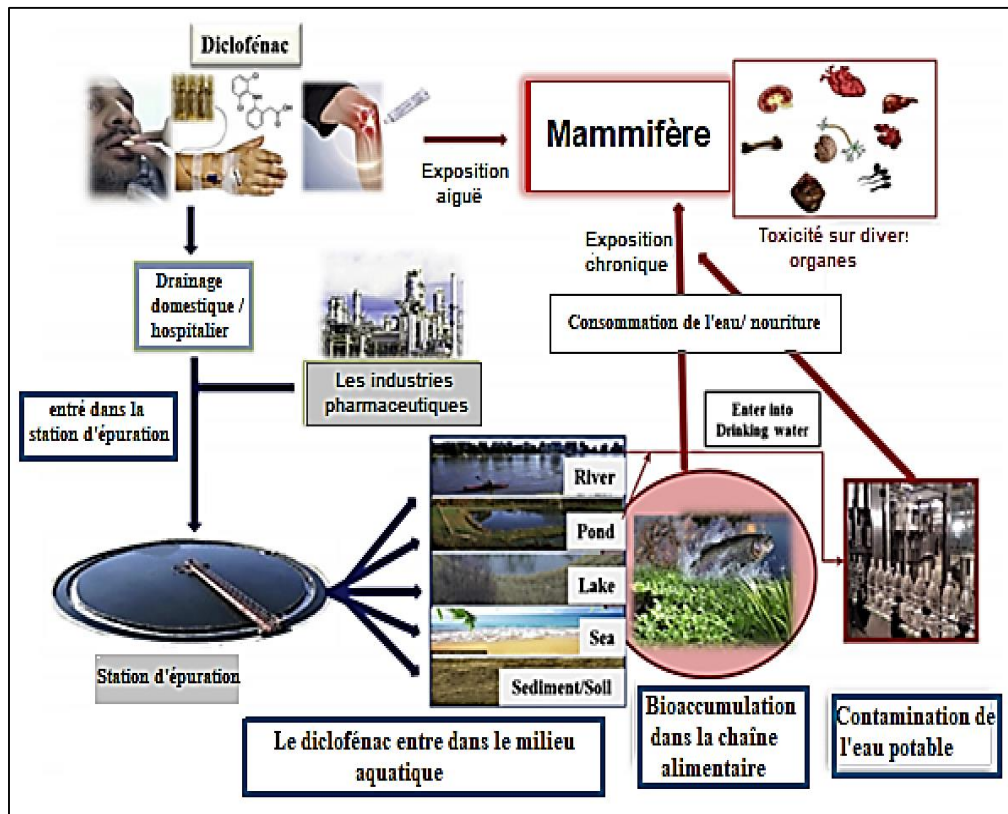 Diclofénac
Mammifère
Exposition
aiguë
Toxicité sur divers
organes
Exposition
chronique
Drainage
domestique /
hospitalier
Consommation de l'eau/ nouriture
Les industries
pharmaceutiques
entré dans la
station d'épuration
Enter into
Drinking water
River
Pond
Lake
Sea
Sediment/Soil
Station d'épuration
Le diclofénac entre dans le milieu
aquatique
Bioaccumulation
dans la chaîne
alimentaire
Contamination de
l'eau potable